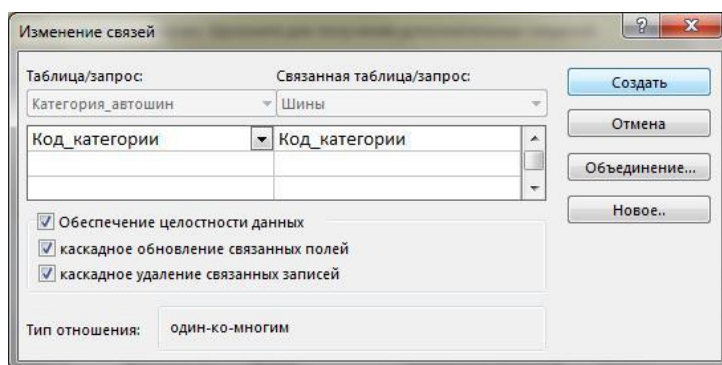 Изменение связей
Таблица/запрос: Связанная таблица/запрос:
Категория_автошин Шины
Код_категории Код_категории
Обеспечение целостности данных
каскадное обновление связанных полей
каскадное удаление связанных записей
Тип отношения: один-ко-многим
Создать
Отмена
Объединение...
Новое..